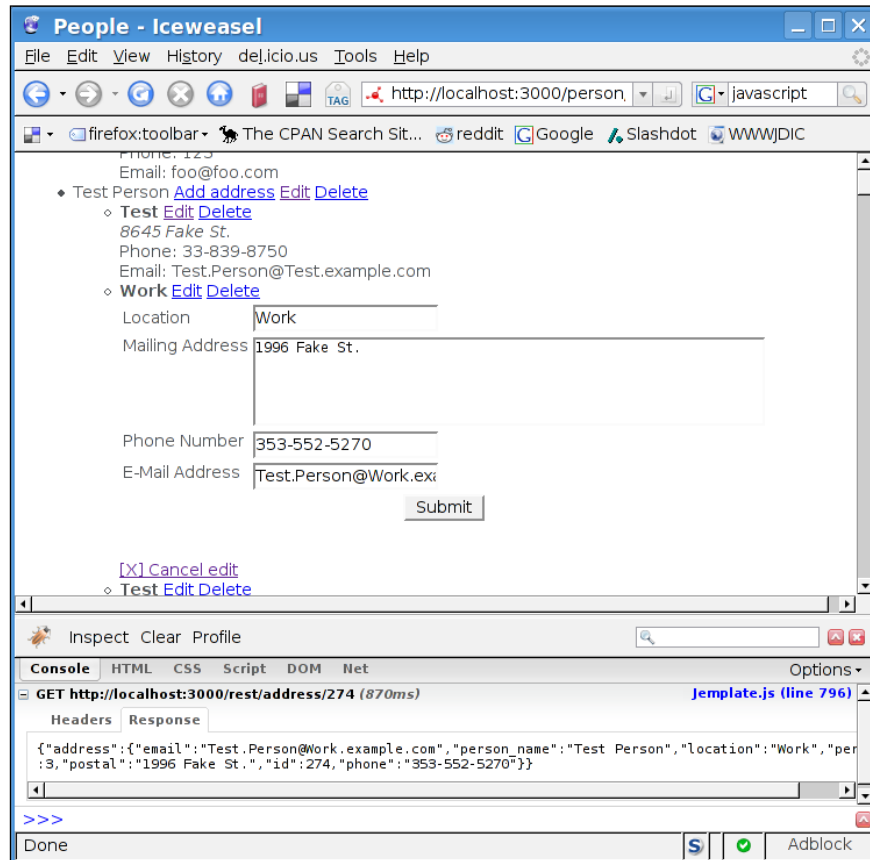 People - Iceweasel
File Edit View History del.icio.us Tools Help
TAG http://localhost:3000/person, G javascript
firefox:toolbar The CPAN Search Sit... reddit Google Slashdot WWWJDIC
Phone: 123
Email: foo@foo.com
Test Person Add address Edit Delete
Test Edit Delete
8645 Fake St.
Phone: 33-839-8750
Email: Test.Person@Test.example.com
Work Edit Delete
Location Work
Mailing Address 1996 Fake St.
Phone Number 353-552-5270
E-Mail Address Test.Person@Work.exa
Submit
[X] Cancel edit
Test Edit Delete
Inspect Clear Profile
Console HTML CSS Script DOM Net Options
GET http://localhost:3000/rest/address/274 (870ms) Jemplate.js (line 796)
Headers Response
{"address":{"email":"Test.Person@Work.example.com","person_name":"Test Person","location":"Work","per
:3,"postal":"1996 Fake St.","id":274,"phone":"353-552-5270"}}
>>>
Done S Adblock